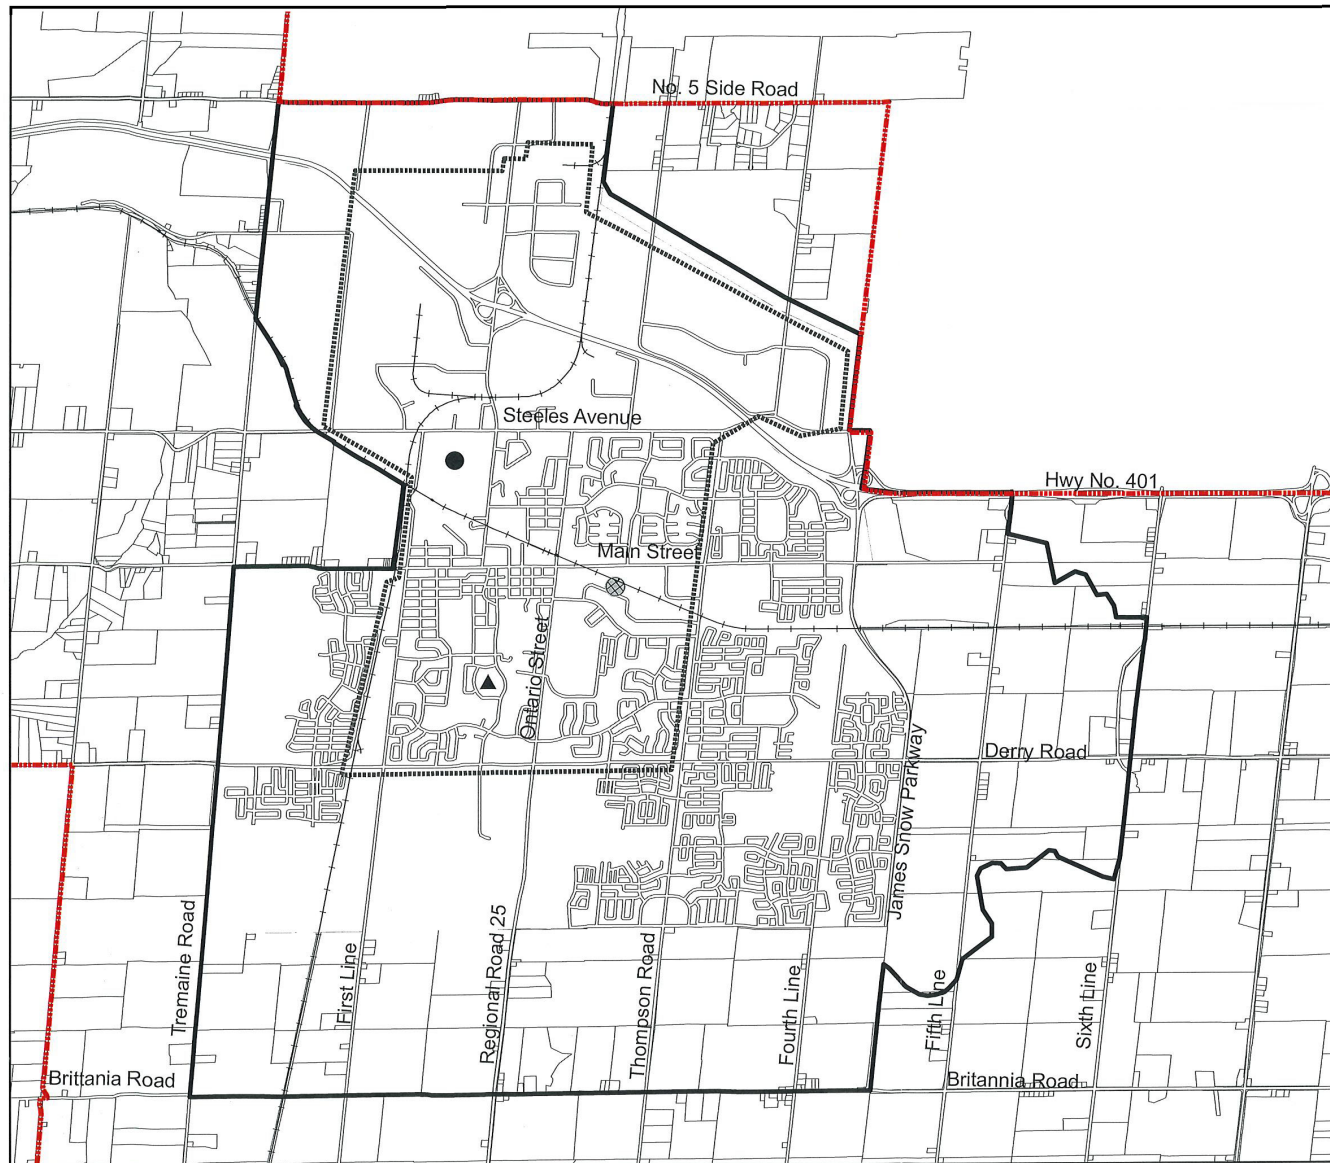 No. 5 Side Road
Steeles Avenue
Hwy No. 401
Main Street
Ontario Street
Derry Road
James Snow Parkway
Tremaine Road
First Line
Regional Road 25
Thompson Road
Fourth Line
Fifth Line
Sixth Line
Brittania Road
Britannia Road